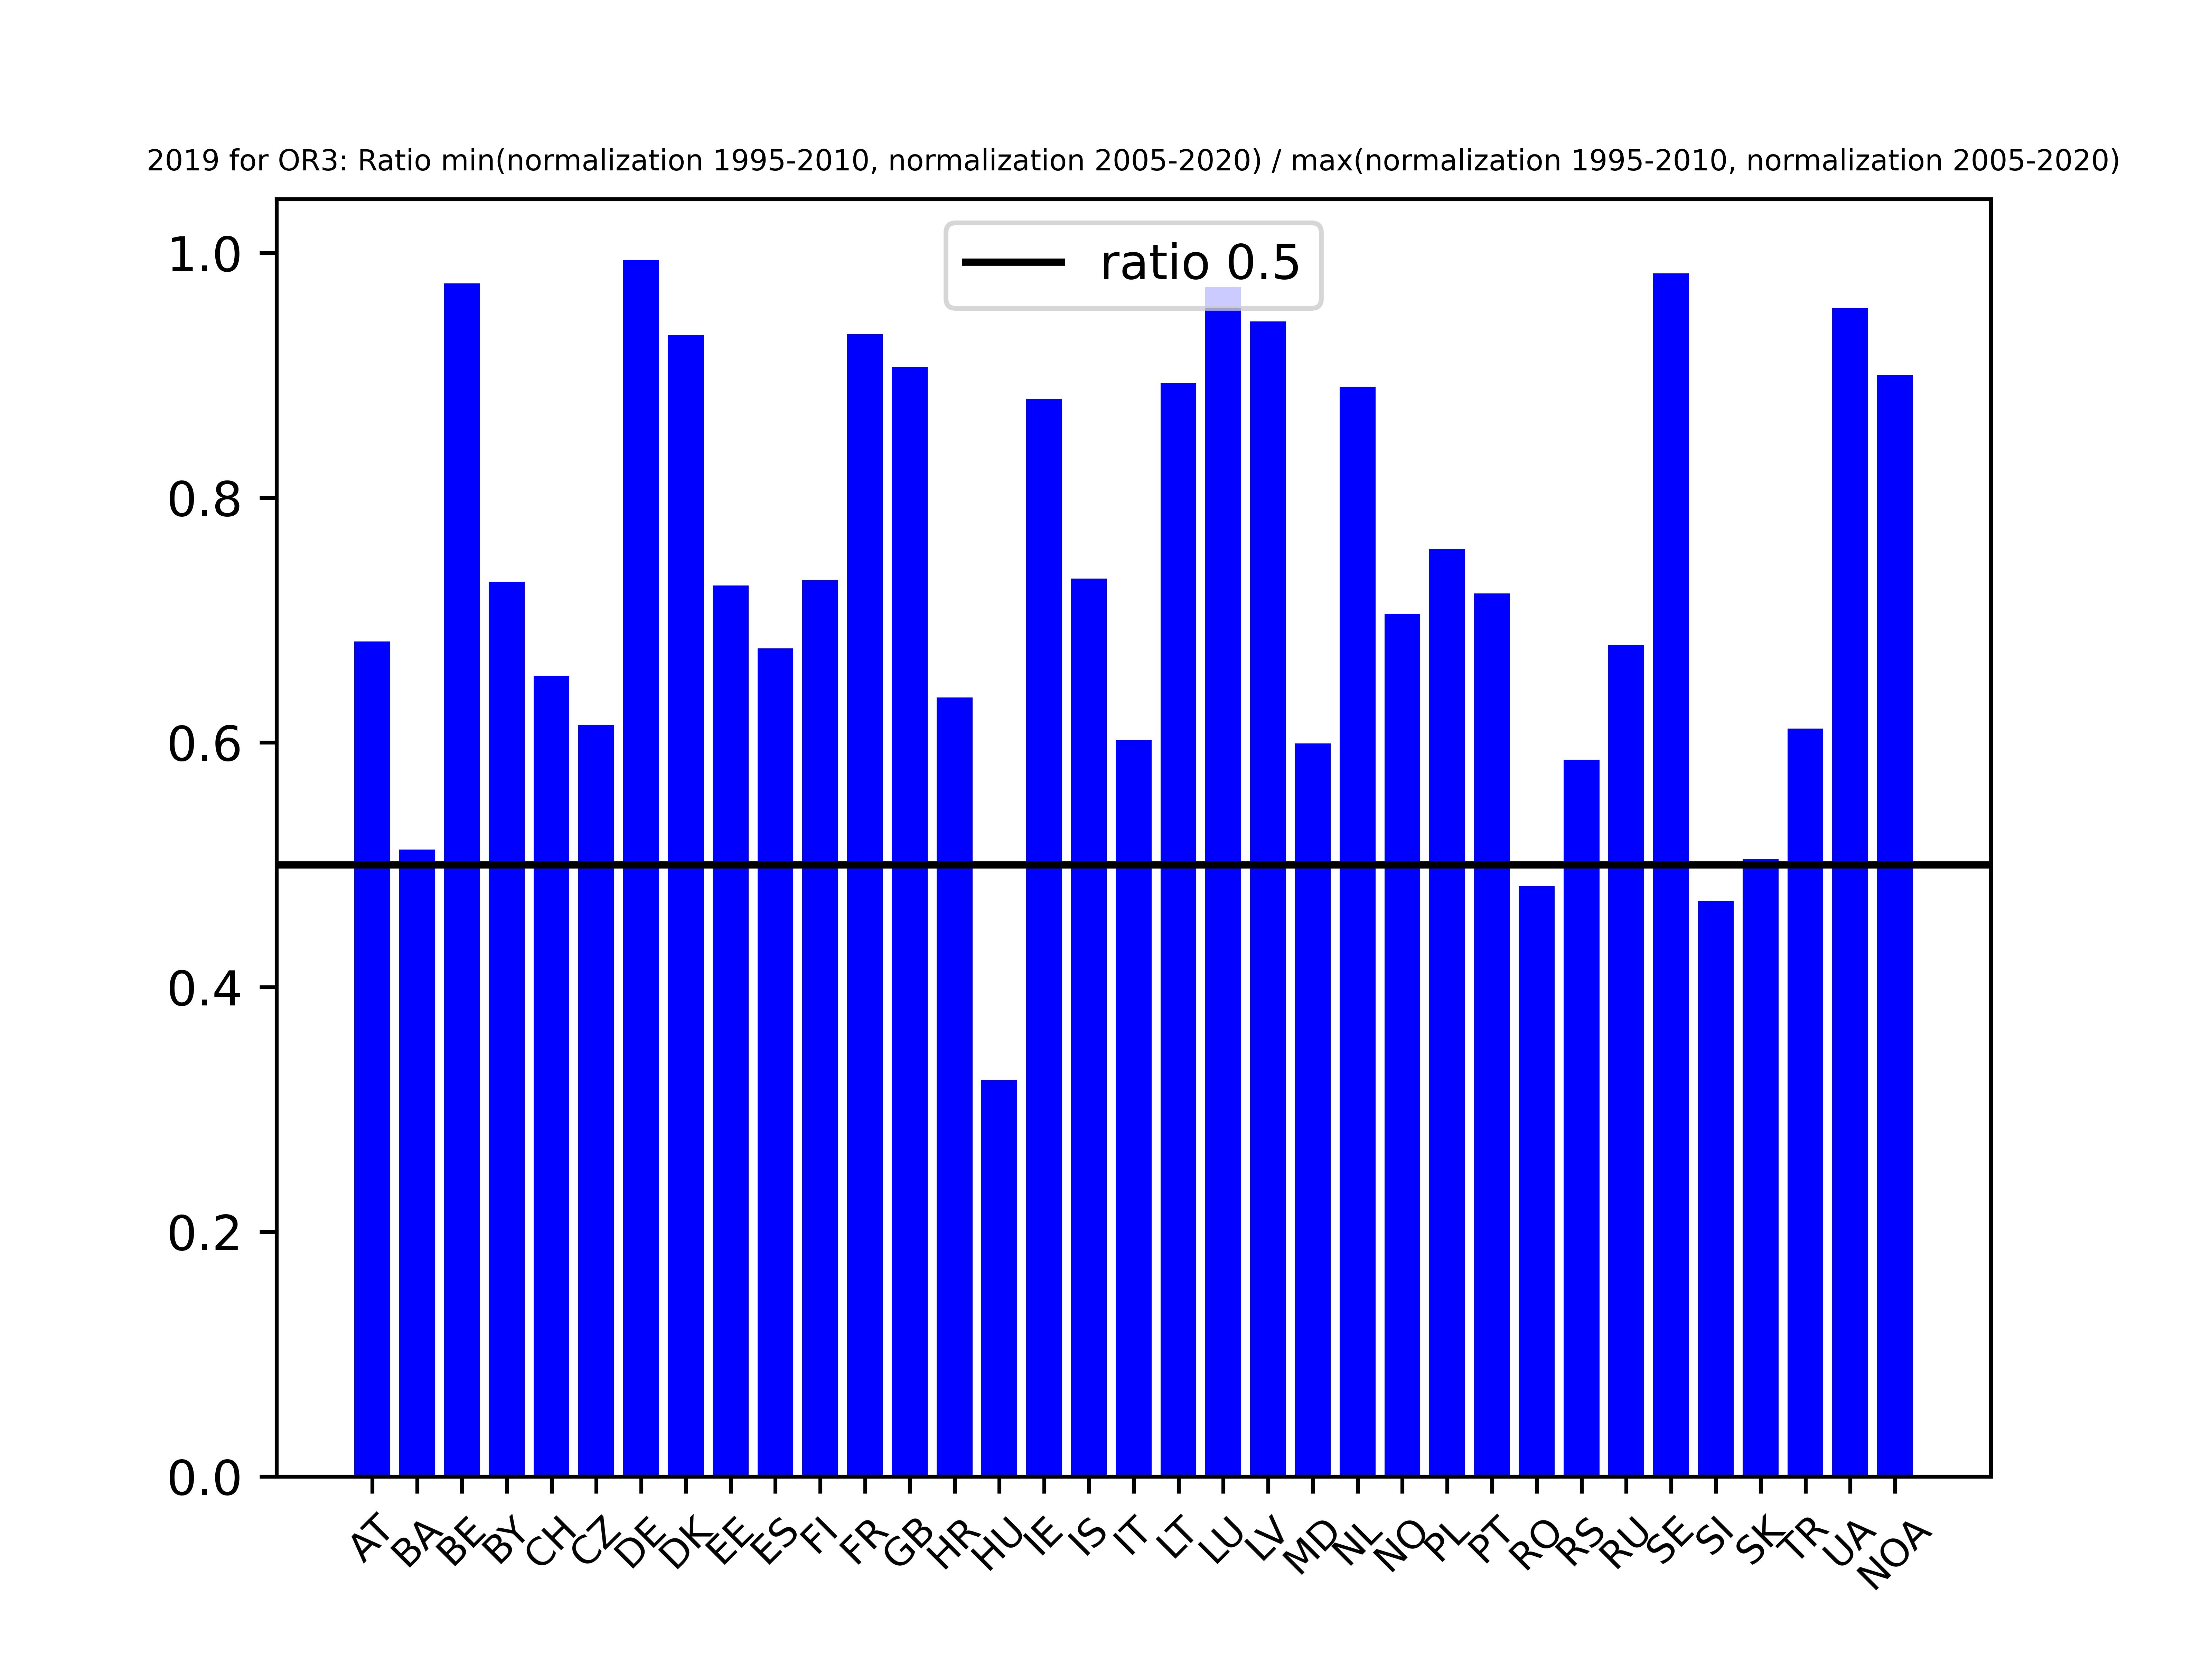 2019 for OR3: Ratio min(normalization 1995-2010, normalization 2005-2020) / max(normalization 1995-2010, normalization 2005-2020)
ratio 0.5
1.0
0.8
0.6
0.4
0.2
0.0
AT BA BE BY CH CZ DE DK EE ES FI FR GB HR HU IE IS IT LT LU LV MD NL NO PL PT RO RS RU SE SI SK TR UA NOA